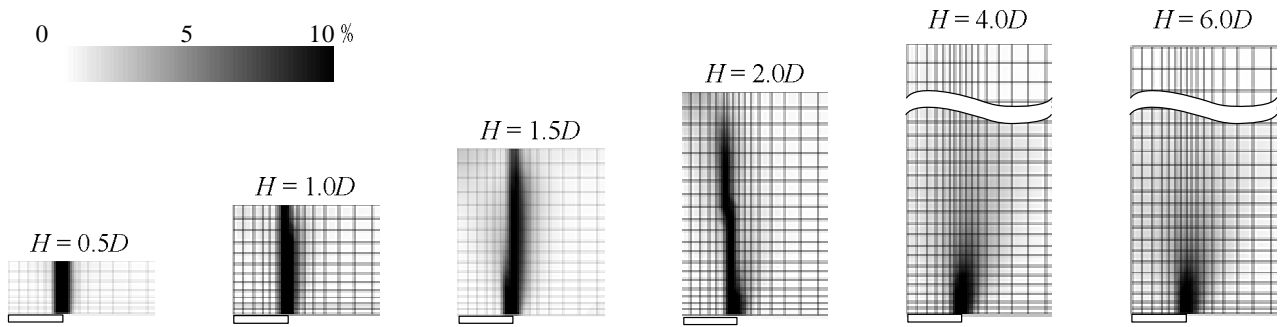 0 5 10 %
H = 0.5D
H = 1.0D
H = 1.5D
H = 2.0D
H = 4.0D
H = 6.0D